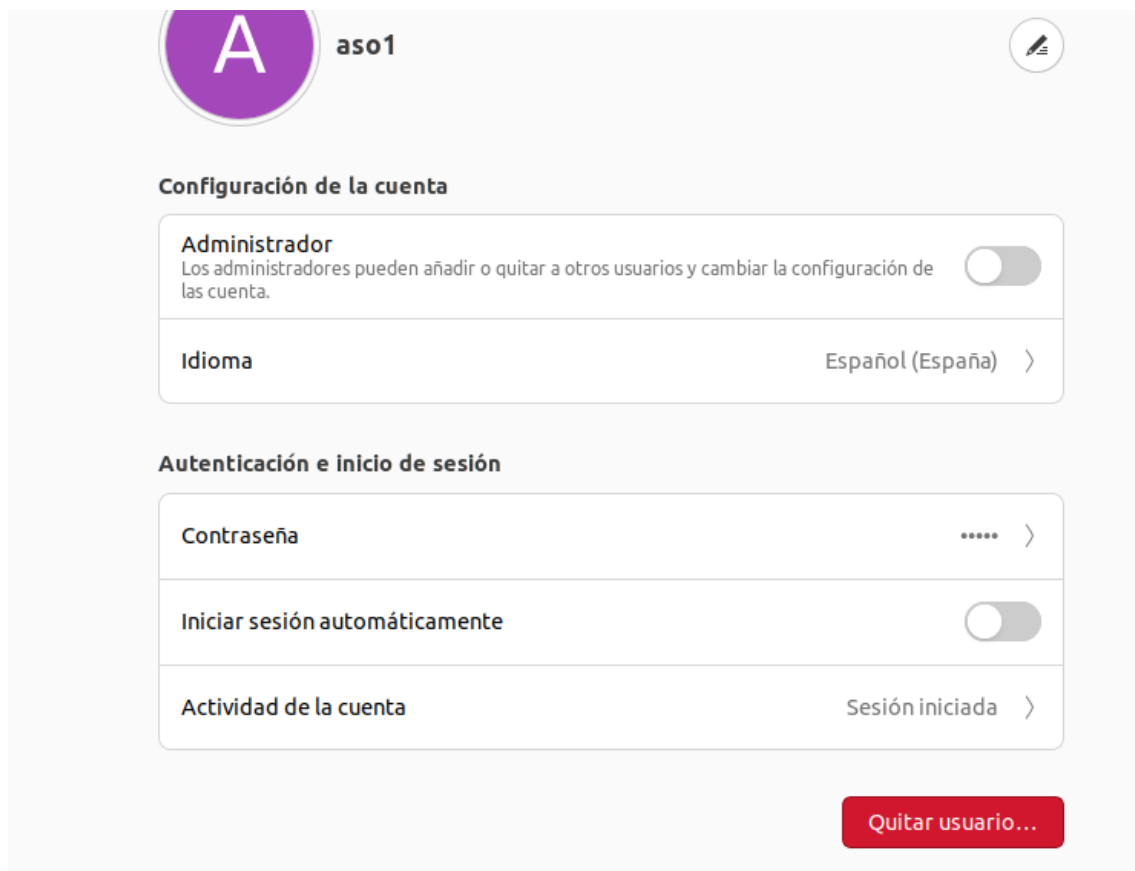 A
aso1
Configuración de la cuenta
Administrador
Los administradores pueden añadir o quitar a otros usuarios y cambiar la configuración de
las cuenta.
Idioma
Español (España)
Autenticación e inicio de sesión
Contraseña
•••••
Iniciar sesión automáticamente
Actividad de la cuenta
Sesión iniciada
Quitar usuario...